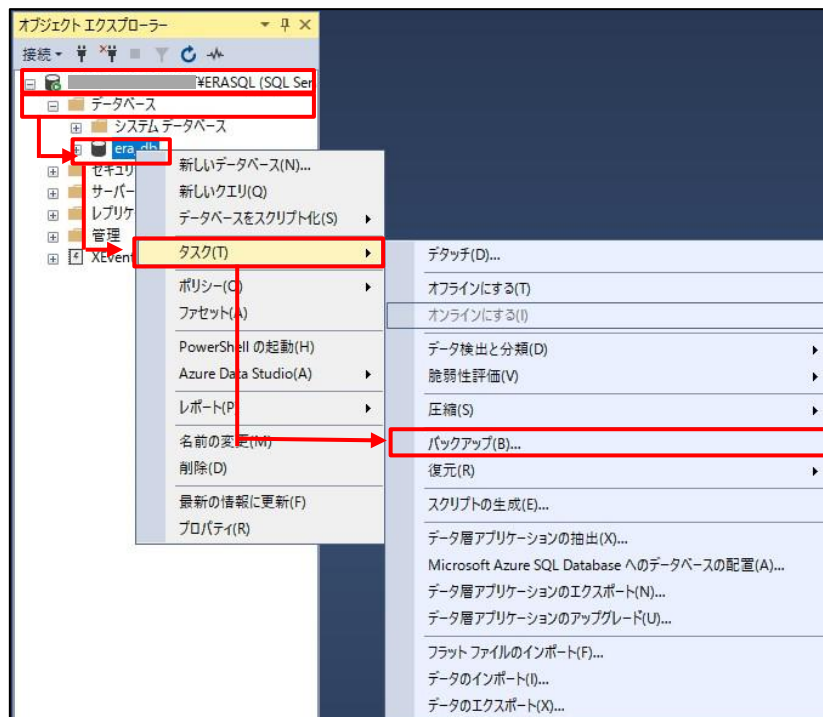 オブジェクト エクスプローラー
接続
¥ERASQL (SQL Ser
データベース
システム データベース
era_db
セキュリ
サーバー
レプリケ
管理
XEvent
新しいデータベース(N)...
新しいクエリ(Q)
データベースをスクリプト化(S)
タスク(T)
ポリシー(O)
ファセット(A)
PowerShell の起動(H)
Azure Data Studio(A)
レポート(P)
名前の変更(M)
削除(D)
最新の情報に更新(F)
プロパティ(R)
デタッチ(D)...
オフラインにする(T)
オンラインにする(I)
データ検出と分類(D)
脆弱性評価(V)
圧縮(S)
バックアップ(B)...
復元(R)
スクリプトの生成(E)...
データ層アプリケーションの抽出(X)...
Microsoft Azure SQL Database へのデータベースの配置(A)...
データ層アプリケーションのエクスポート(N)...
データ層アプリケーションのアップグレード(U)...
フラット ファイルのインポート(F)...
データのインポート(I)...
データのエクスポート(X)...